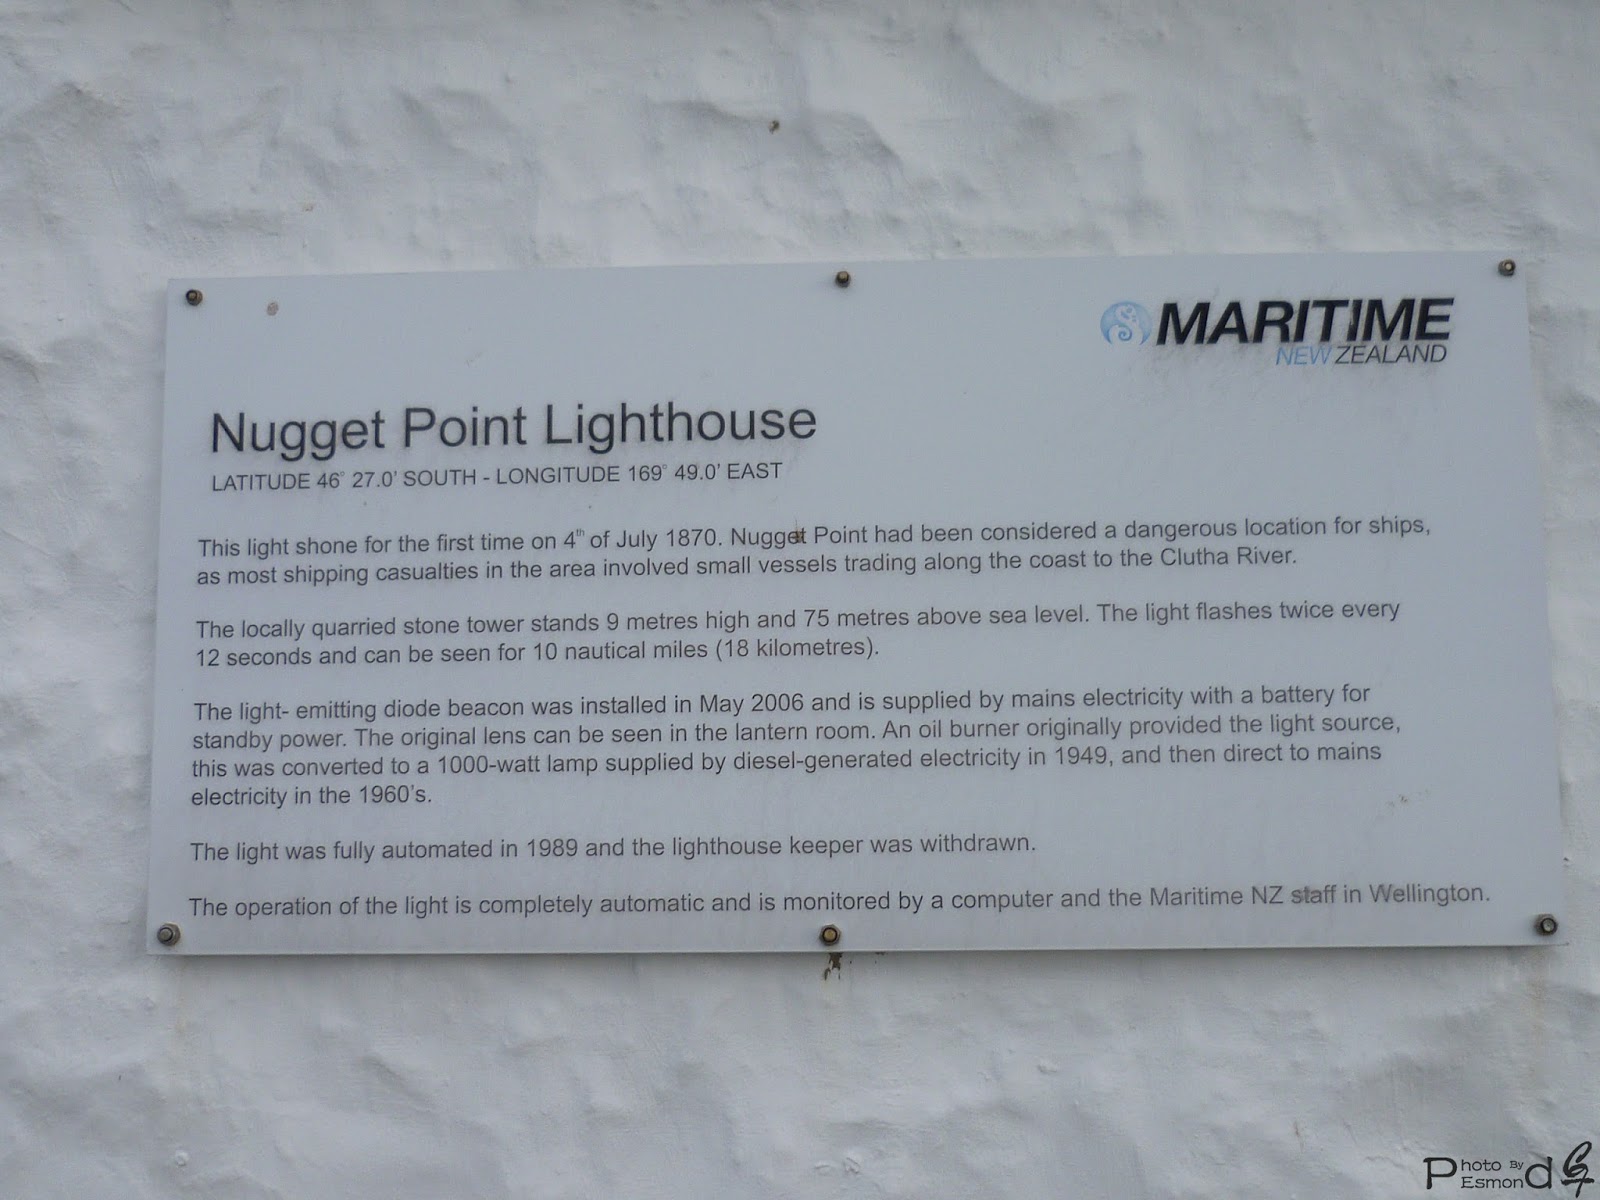 MARITIME
NEW ZEALAND
Nugget Point Lighthouse
LATITUDE 46° 27.0' SOUTH - LONGITUDE 169° 49.0' EAST
This light shone for the first time on 4th of July 1870. Nugget Point had been considered a dangerous location for ships,
as most shipping casualties in the area involved small vessels trading along the coast to the Clutha River.
The locally quarried stone tower stands 9 metres high and 75 metres above sea level. The light flashes twice every
12 seconds and can be seen for 10 nautical miles (18 kilometres).
The light- emitting diode beacon was installed in May 2006 and is supplied by mains electricity with a battery for
standby power. The original lens can be seen in the lantern room. An oil burner originally provided the light source,
this was converted to a 1000-watt lamp supplied by diesel-generated electricity in 1949, and then direct to mains
electricity in the 1960's.
The light was fully automated in 1989 and the lighthouse keeper was withdrawn.
The operation of the light is completely automatic and is monitored by a computer and the Maritime NZ staff in Wellington.
Photo By
Esmond